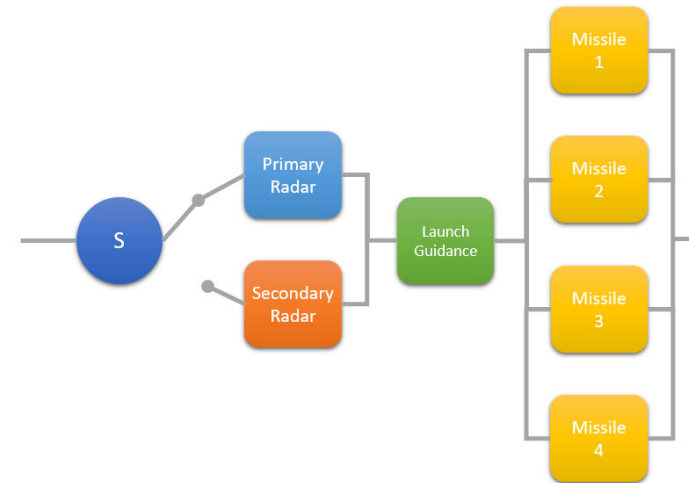 S
Primary
Radar
Secondary
Radar
Launch
Guidance
Missile
1
Missile
2
Missile
3
Missile
4